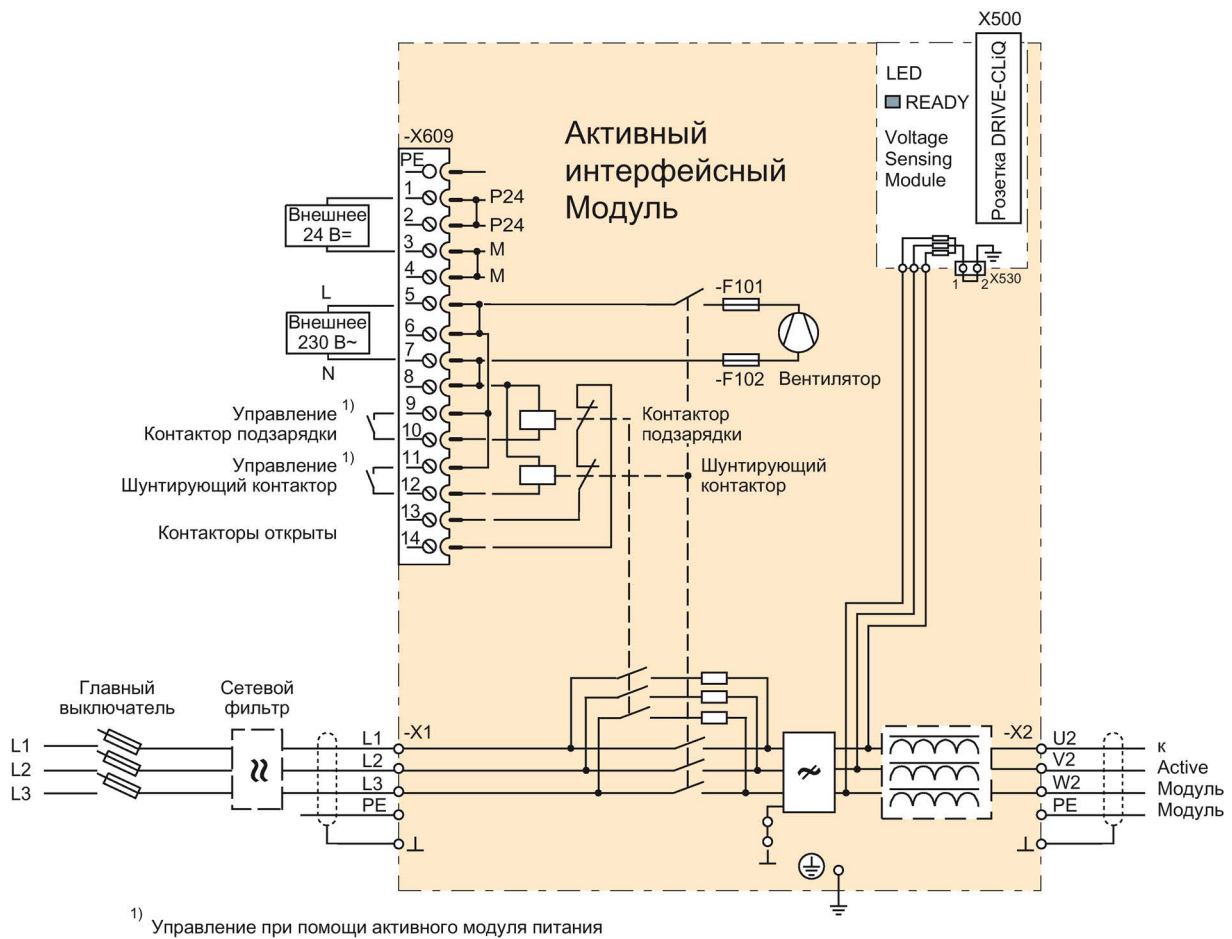 X500
LED
READY
Voltage
Sensing
Module
Розетка DRIVE-CLiQ
1 2 X530
Активный
интерфейсный
Модуль
-X609
PE
1 P24
2 P24
3 M
4 M
5
6
7
8
9
10
11
12
13
14
Внешнее
24 В=
L
Внешнее
230 В~
N
Управление 1)
Контактор подзарядки
Управление 1)
Шунтирующий контактор
Контакторы открыты
-F101
-F102 Вентилятор
Контактор
подзарядки
Шунтирующий
контактор
Главный
выключатель
Сетевой
фильтр
L1
L2
L3
L1
L2
L3
PE
-X1
-X2
U2
V2
W2
PE
к
Active
Модуль
Модуль
1) Управление при помощи активного модуля питания